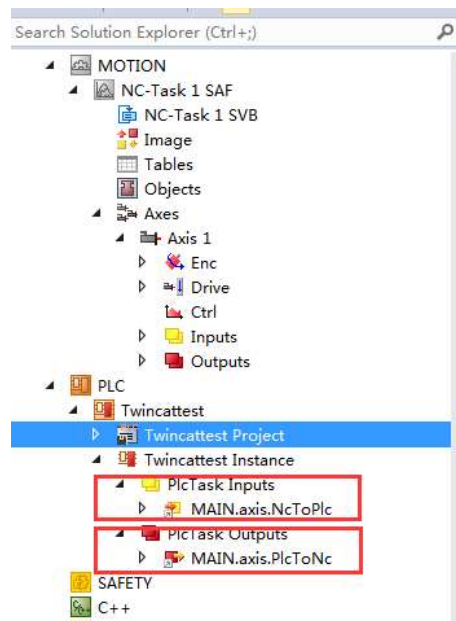 Search Solution Explorer (Ctrl+;)
MOTION
NC-Task 1 SAF
NC-Task 1 SVB
Image
Tables
Objects
Axes
Axis 1
Enc
Drive
Ctrl
Inputs
Outputs
PLC
Twincattest
Twincattest Project
Twincattest Instance
PlcTask Inputs
MAIN.axis.NcToPlc
PlcTask Outputs
MAIN.axis.PlcToNc
SAFETY
C++